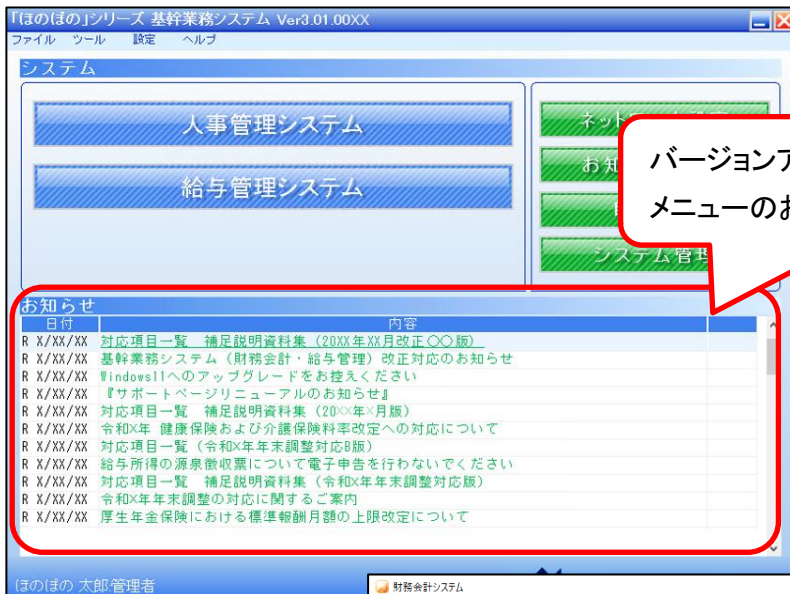 「ほのぼの」シリーズ 基幹業務システム Ver3.01.00XX
ファイル ツール 設定 ヘルプ
システム
人事管理システム
給与管理システム
ネット
お知
システム管理
バージョンア
メニューのお
お知らせ
日付 内容
R X/XX/XX 対応項目一覧 補足説明資料集（20XX年XX月改正〇〇版）
R X/XX/XX 基幹業務システム（財務会計・給与管理）改正対応のお知らせ
R X/XX/XX Windows11へのアップグレードをお控えください
R X/XX/XX 『サポートページリニューアルのお知らせ』
R X/XX/XX 対応項目一覧 補足説明資料集（20××年×月版）
R X/XX/XX 令和X年 健康保険および介護保険料率改定への対応について
R X/XX/XX 対応項目一覧（令和X年年末調整対応B版）
R X/XX/XX 給与所得の源泉徴収票について電子申告を行わないでください
R X/XX/XX 対応項目一覧 補足説明資料集（令和X年年末調整対応版）
R X/XX/XX 令和X年年末調整の対応に関するご案内
R X/XX/XX 厚生年金保険における標準報酬月額の上限改定について
ほのぼの 太郎管理者
財務会計システム